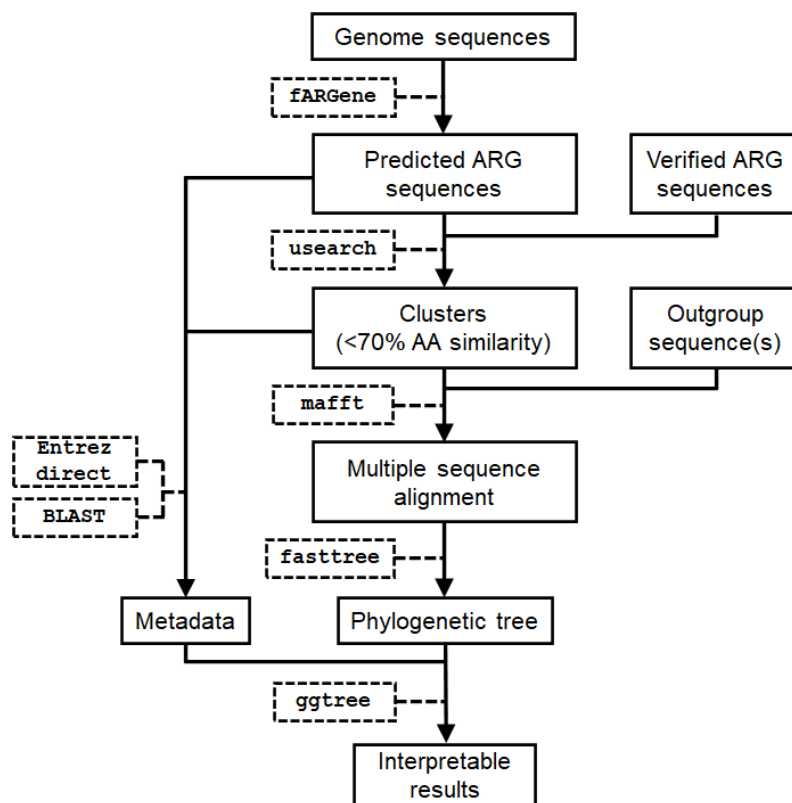 Genome sequences
fARGene
Predicted ARG
sequences
Verified ARG
sequences
usearch
Clusters
(<70% AA similarity)
Outgroup
sequence(s)
mafft
Entrez
direct
BLAST
Multiple sequence
alignment
fasttree
Metadata
Phylogenetic tree
ggtree
Interpretable
results